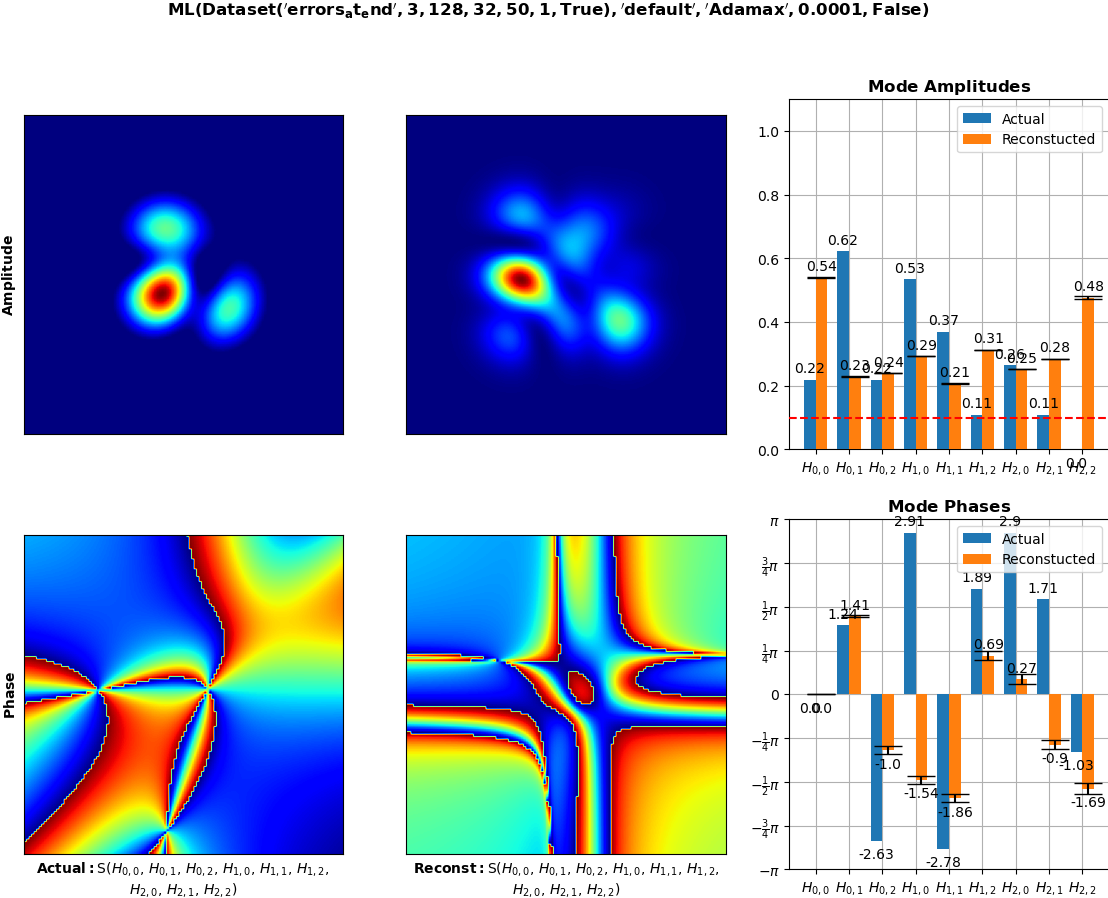 ML(Dataset(′errors_at_end′, 3, 128, 32, 50, 1, True), ′default′, ′Adamax′, 0.0001, False)
Amplitude
Mode Amplitudes
Actual
Reconstucted
1.0
0.8
0.6
0.4
0.2
0.0
0.22
0.54
0.62
0.23
0.22
0.24
0.53
0.29
0.37
0.21
0.11
0.31
0.26
0.25
0.11
0.28
0.0
0.48
H0,0 H0,1 H0,2 H1,0 H1,1 H1,2 H2,0 H2,1 H2,2
Phase
Mode Phases
Actual
Reconstucted
π
3/4π
1/2π
1/4π
0
−1/4π
−1/2π
−3/4π
−π
0.0
0.0
1.24
1.41
-2.63
-1.0
2.91
-1.54
-2.78
-1.86
1.89
0.69
2.9
0.27
1.71
-0.9
-1.03
-1.69
H0,0 H0,1 H0,2 H1,0 H1,1 H1,2 H2,0 H2,1 H2,2
Actual: S(H0,0, H0,1, H0,2, H1,0, H1,1, H1,2,
H2,0, H2,1, H2,2)
Reconst: S(H0,0, H0,1, H0,2, H1,0, H1,1, H1,2,
H2,0, H2,1, H2,2)